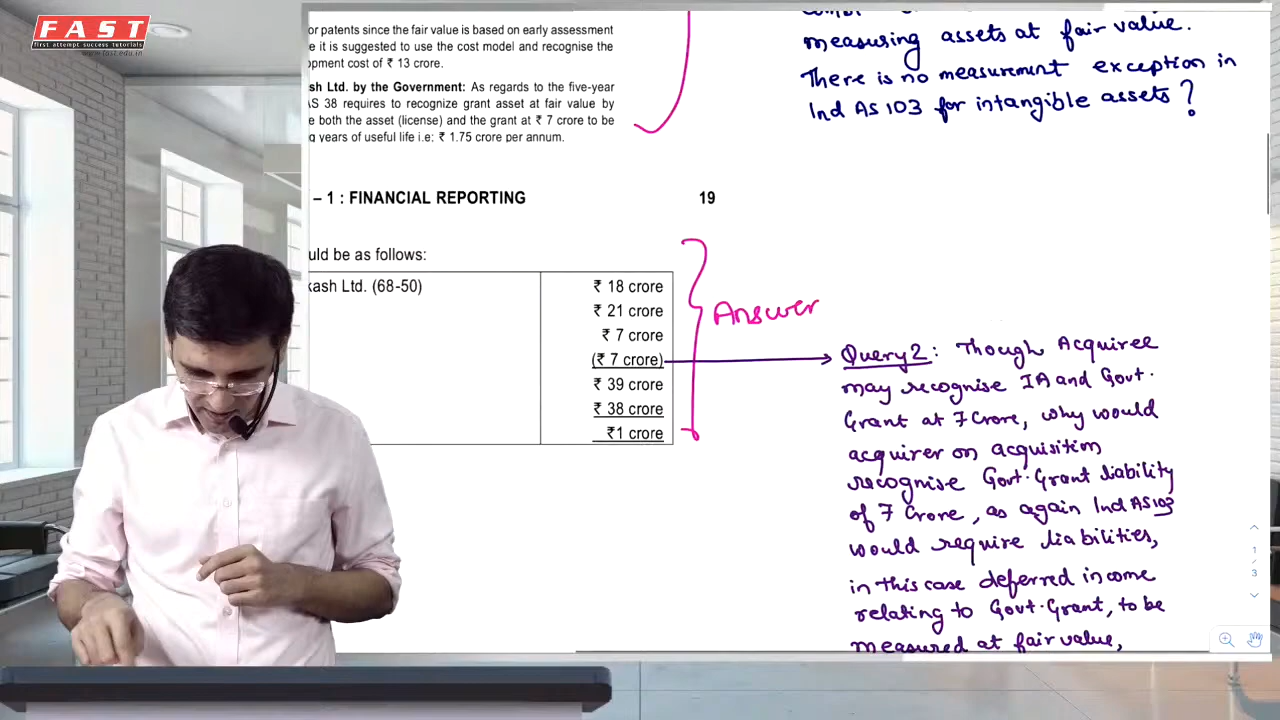 FAST
first attempt success tutorials
www.fast.edu.in
or patents since the fair value is based on early assessment
e it is suggested to use the cost model and recognise the
opment cost of ₹ 13 crore.
sh Ltd. by the Government: As regards to the five-year
AS 38 requires to recognize grant asset at fair value by
e both the asset (license) and the grant at ₹ 7 crore to be
g years of useful life i.e; ₹ 1.75 crore per annum.
measuring assets at fair value.
There is no measurement exception in
Ind AS 103 for intangible assets?
– 1 : FINANCIAL REPORTING 19
uld be as follows:
kash Ltd. (68-50) ₹ 18 crore
₹ 21 crore
₹ 7 crore
(₹ 7 crore)
₹ 39 crore
₹ 38 crore
₹1 crore
Answer
Query 2: Though Acquiree
may recognise IA and Govt.
Grant at 7 Crore, why would
acquirer on acquisition
recognise Govt. Grant liability
of 7 Crore, as again Ind AS 103
would require liabilities,
in this case deferred income
relating to Govt. Grant, to be
measured at fair value,
1
/
3